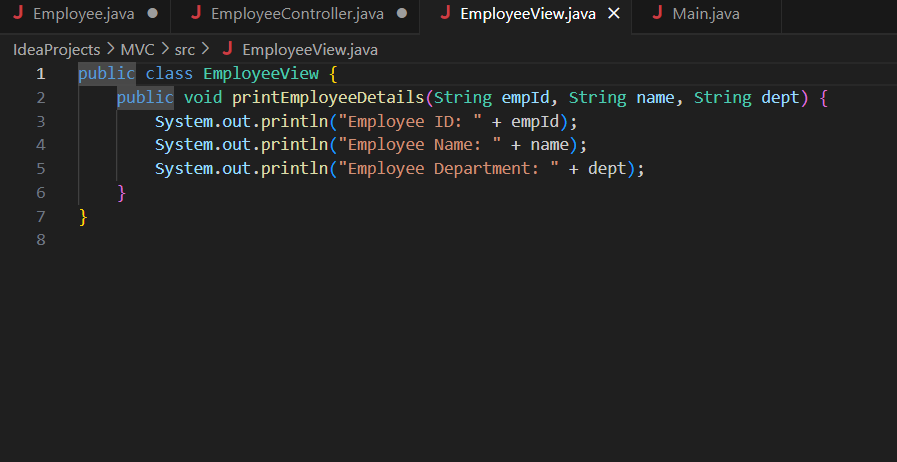 Employee.java EmployeeController.java EmployeeView.java Main.java
IdeaProjects > MVC > src > EmployeeView.java
1 public class EmployeeView {
2 public void printEmployeeDetails(String empId, String name, String dept) {
3 System.out.println("Employee ID: " + empId);
4 System.out.println("Employee Name: " + name);
5 System.out.println("Employee Department: " + dept);
6 }
7 }
8